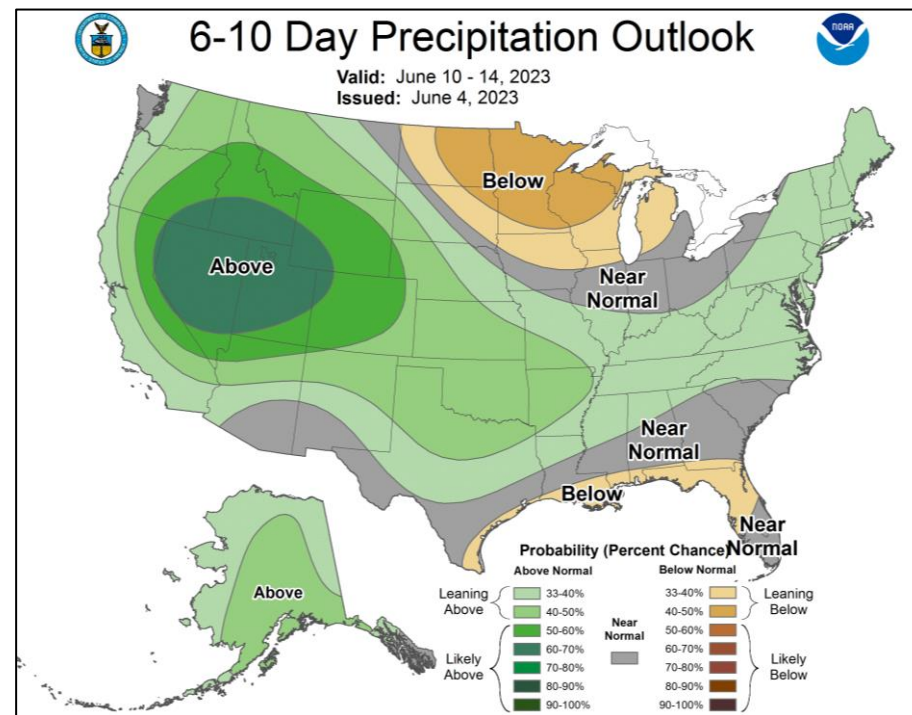 6-10 Day Precipitation Outlook
NOAA
Valid: June 10 - 14, 2023
Issued: June 4, 2023
Below
Above
Near
Normal
Near
Normal
Below
Near
Normal
Above
Probability (Percent Chance)
Above Normal
Below Normal
Leaning
Above
33-40%
40-50%
Likely
Above
50-60%
60-70%
70-80%
80-90%
90-100%
Near
Normal
33-40%
40-50%
Leaning
Below
50-60%
60-70%
70-80%
80-90%
90-100%
Likely
Below